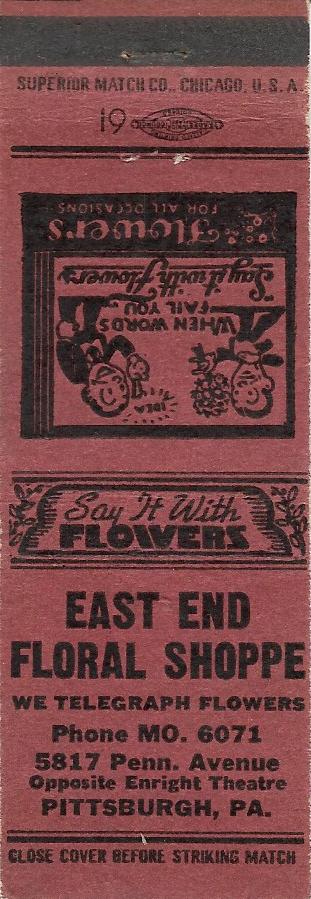 SUPERIOR MATCH CO., CHICAGO, U.S.A.
19
Flowers
FOR ALL OCCASIONS
WHEN WORDS
FAIL YOU
"Say it with flowers"
IDEA
Say It With
FLOWERS
EAST END
FLORAL SHOPPE
WE TELEGRAPH FLOWERS
Phone MO. 6071
5817 Penn. Avenue
Opposite Enright Theatre
PITTSBURGH, PA.
CLOSE COVER BEFORE STRIKING MATCH